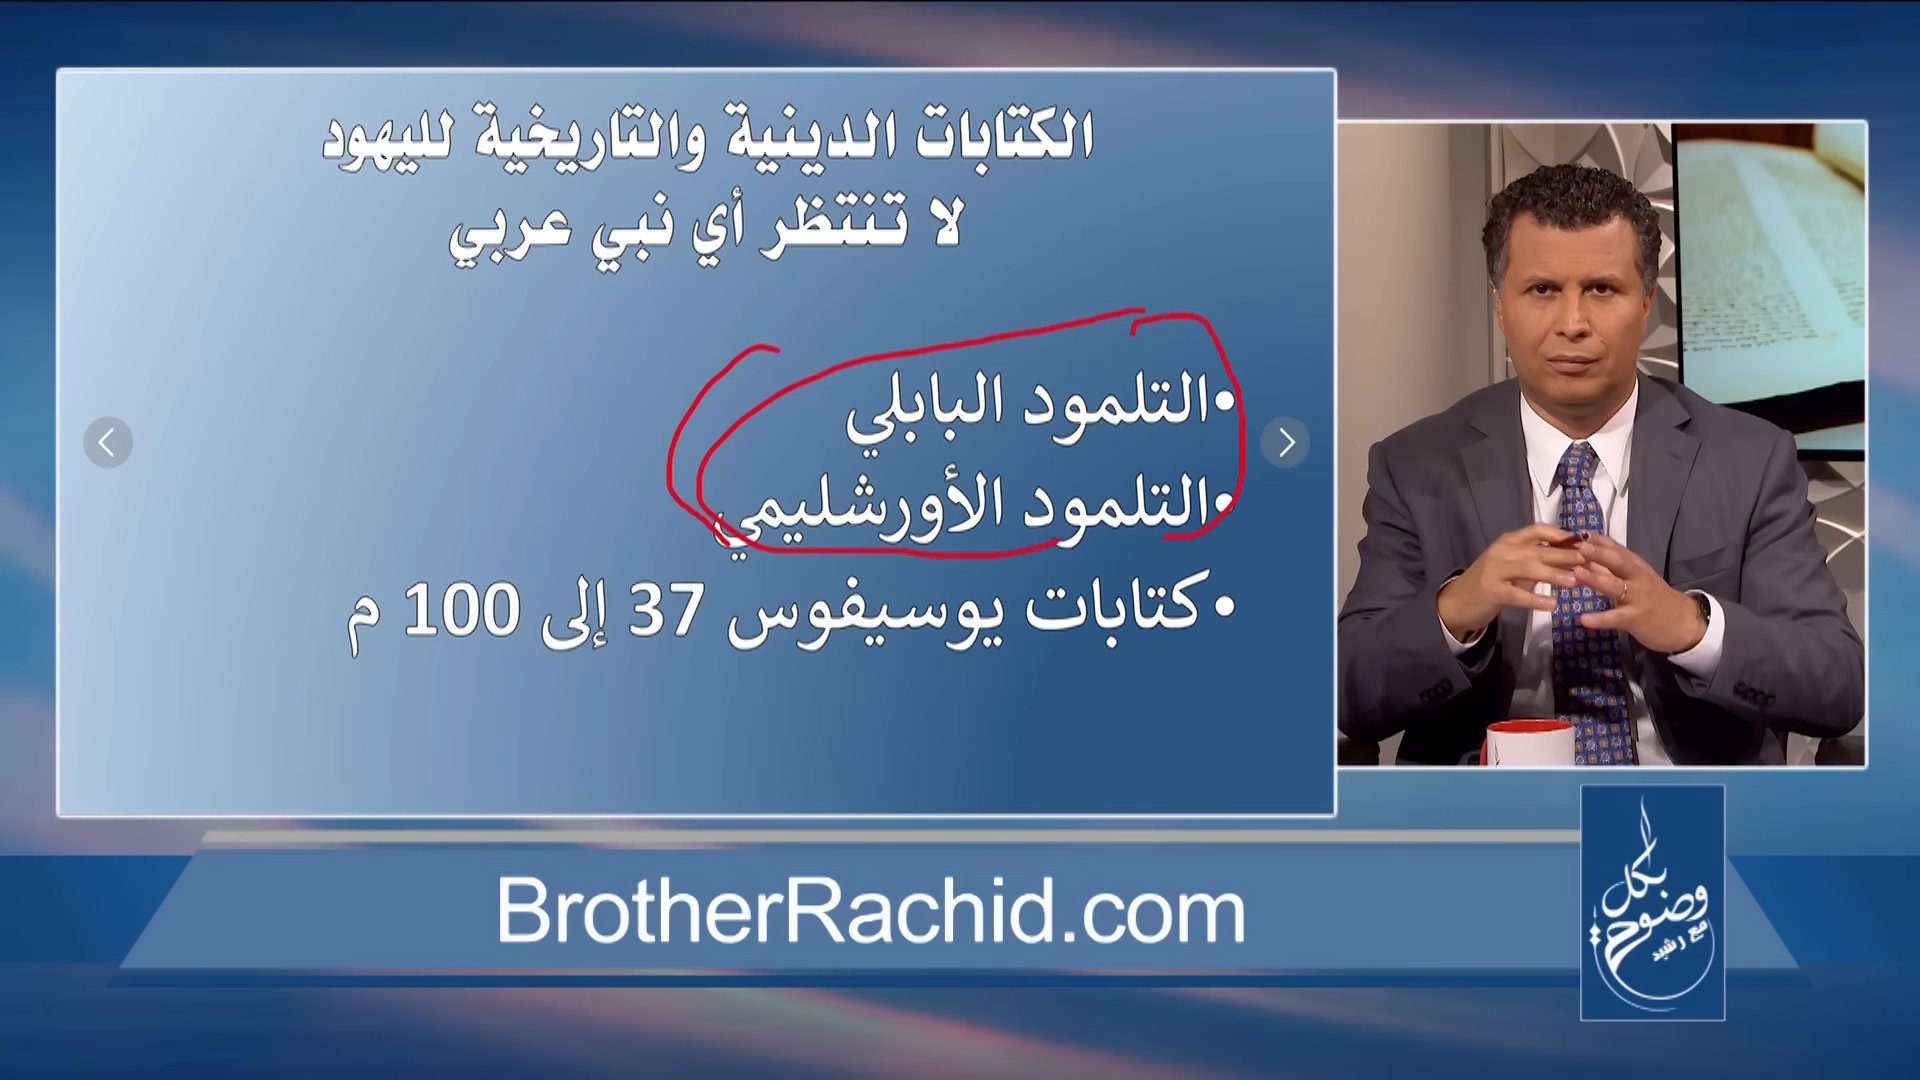 الكتابات الدينية والتاريخية لليهود
لا تنتظر أي نبي عربي
•التلمود البابلي
•التلمود الأورشليمي
•كتابات يوسيفوس 37 إلى 100 م
BrotherRachid.com
بكل
وضوح
مع رشيد